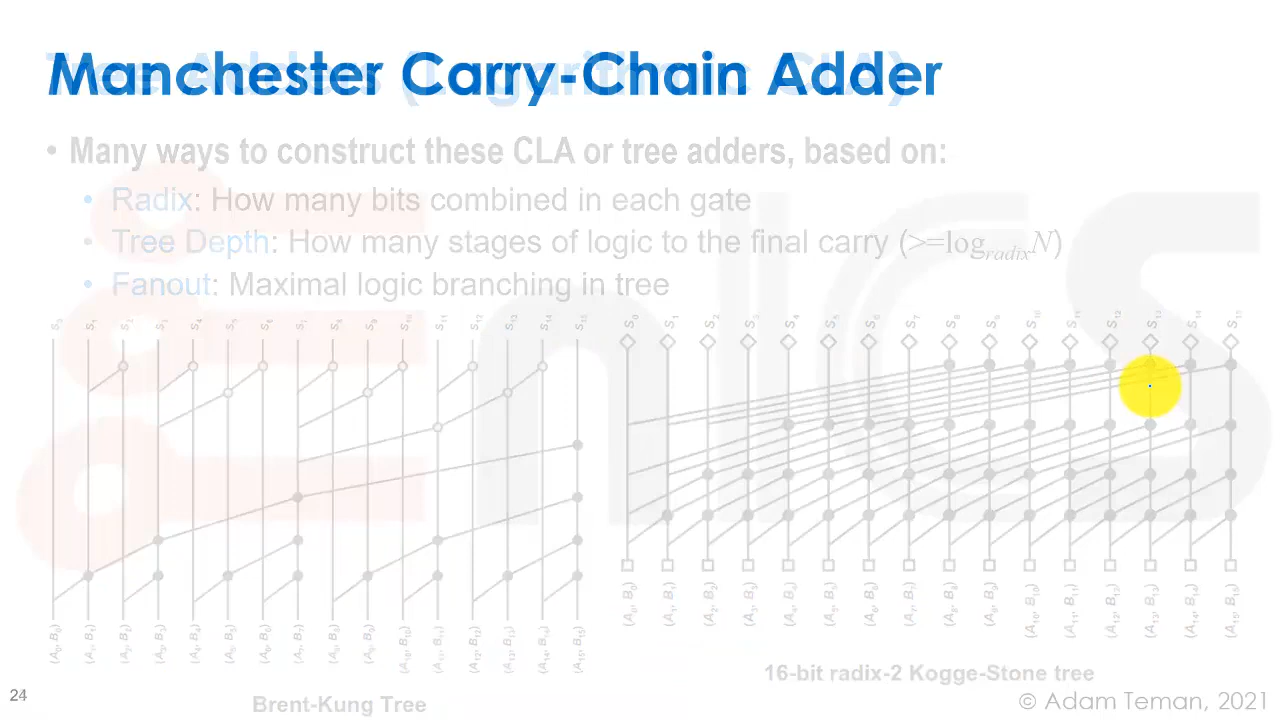 Manchester Carry-Chain Adder
Tree Adders (Logarithmic CLA)
• Many ways to construct these CLA or tree adders, based on:
• Radix: How many bits combined in each gate
• Tree Depth: How many stages of logic to the final carry (>=log_radix N)
• Fanout: Maximal logic branching in tree
S0 S1 S2 S3 S4 S5 S6 S7 S8 S9 S10 S11 S12 S13 S14 S15
S0 S1 S2 S3 S4 S5 S6 S7 S8 S9 S10 S11 S12 S13 S14 S15
(A0, B0) (A1, B1) (A2, B2) (A3, B3) (A4, B4) (A5, B5) (A6, B6) (A7, B7) (A8, B8) (A9, B9) (A10, B10) (A11, B11) (A12, B12) (A13, B13) (A14, B14) (A15, B15)
(A0, B0) (A1, B1) (A2, B2) (A3, B3) (A4, B4) (A5, B5) (A6, B6) (A7, B7) (A8, B8) (A9, B9) (A10, B10) (A11, B11) (A12, B12) (A13, B13) (A14, B14) (A15, B15)
16-bit radix-2 Kogge-Stone tree
Brent-Kung Tree
24
© Adam Teman, 2021
nics